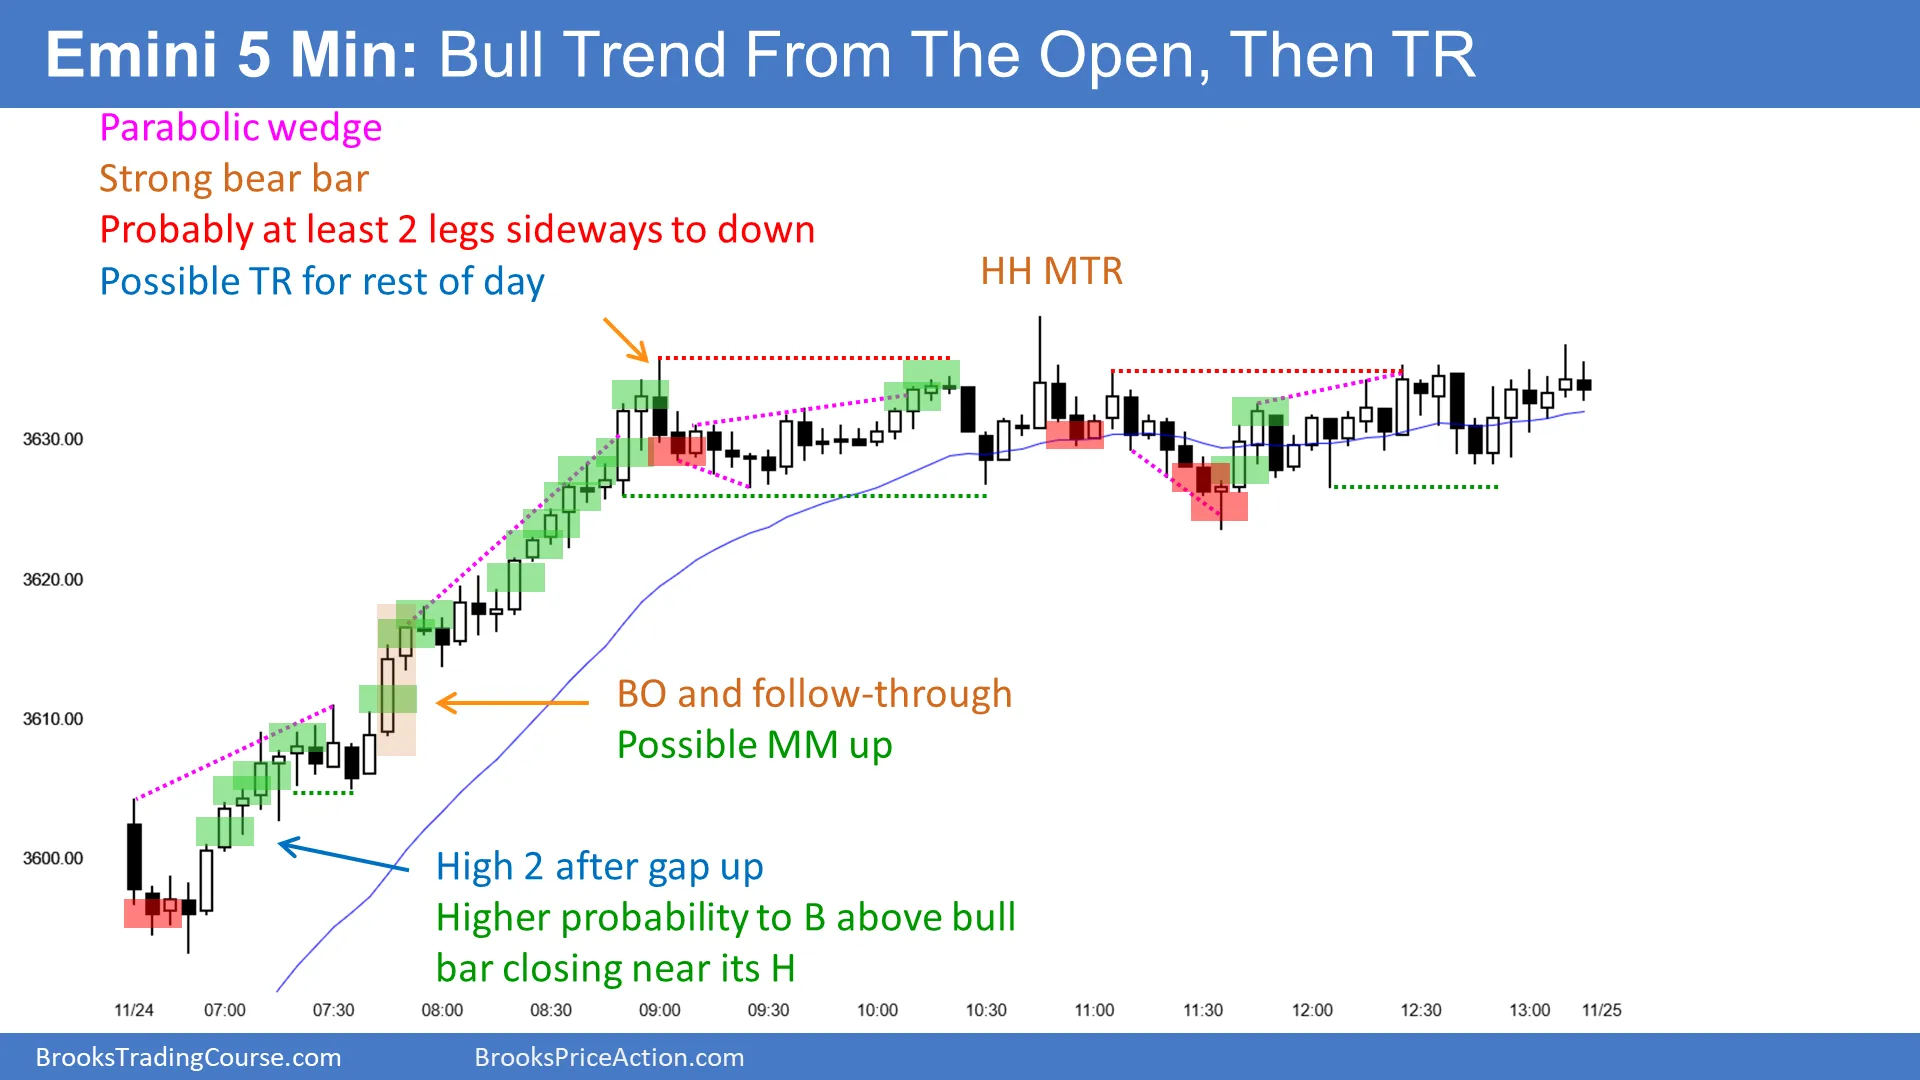 Emini 5 Min: Bull Trend From The Open, Then TR
Parabolic wedge
Strong bear bar
Probably at least 2 legs sideways to down
Possible TR for rest of day
HH MTR
3630.00
3620.00
3610.00
3600.00
BO and follow-through
Possible MM up
High 2 after gap up
Higher probability to B above bull
bar closing near its H
11/24 07:00 07:30 08:00 08:30 09:00 09:30 10:00 10:30 11:00 11:30 12:00 12:30 13:00 11/25
BrooksTradingCourse.com BrooksPriceAction.com